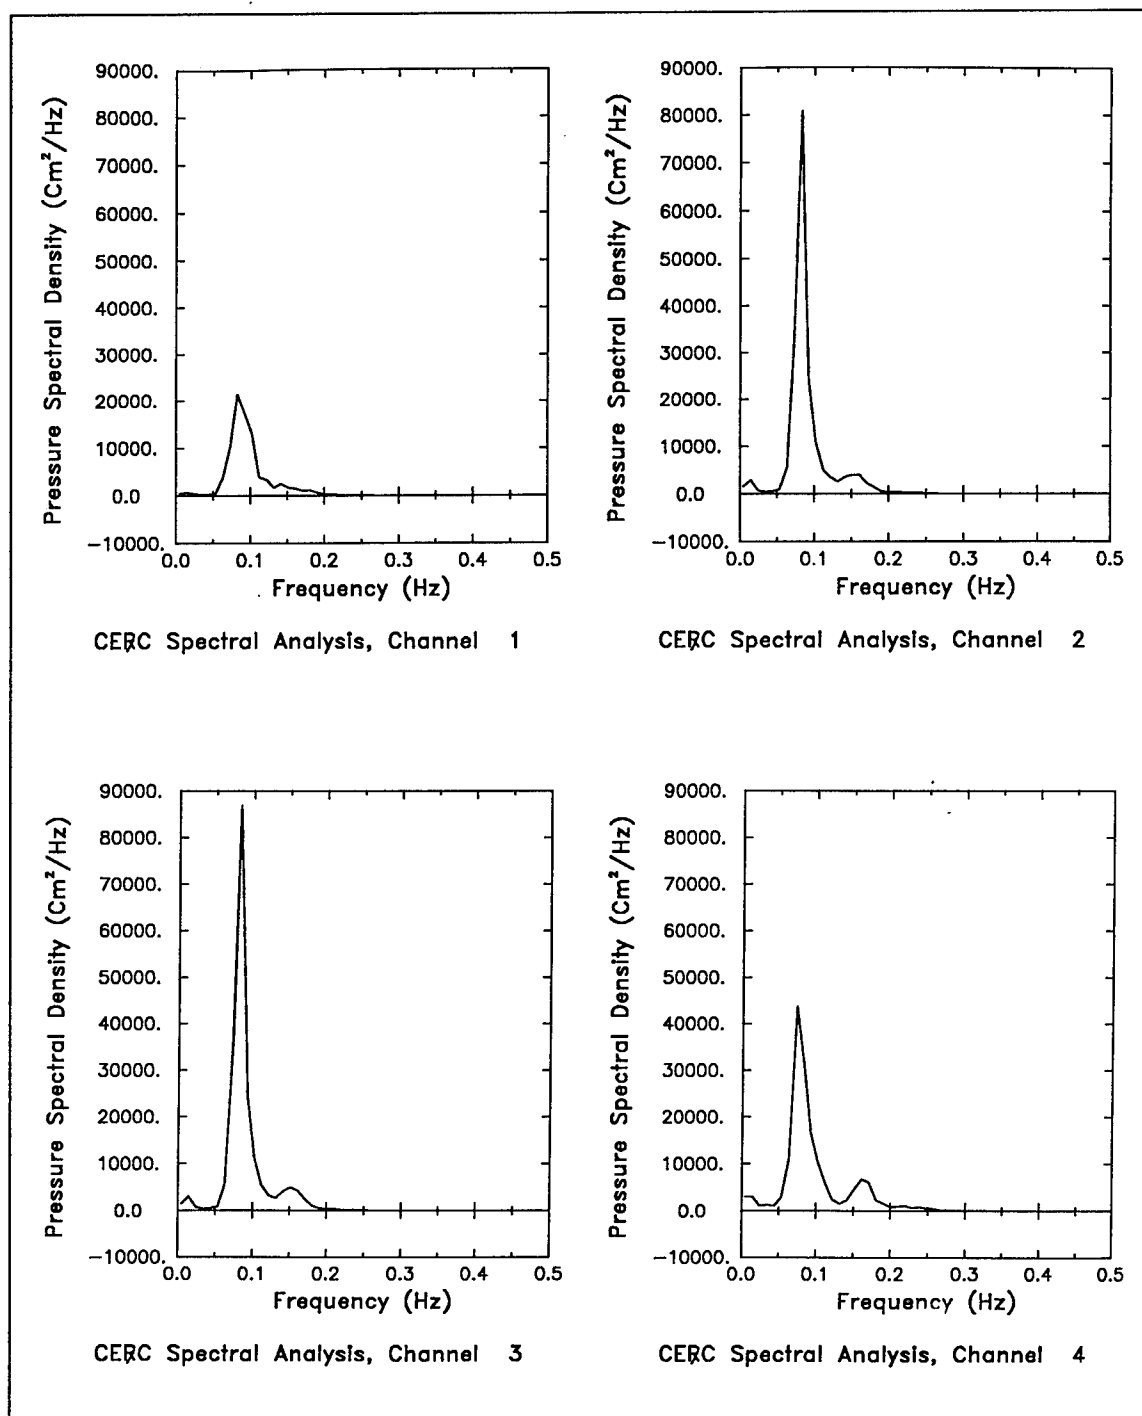 90000.
80000.
70000.
60000.
50000.
40000.
30000.
20000.
10000.
0.0
−10000.
Pressure Spectral Density (Cm²/Hz)
0.0 0.1 0.2 0.3 0.4 0.5
Frequency (Hz)
CERC Spectral Analysis, Channel 1
90000.
80000.
70000.
60000.
50000.
40000.
30000.
20000.
10000.
0.0
−10000.
Pressure Spectral Density (Cm²/Hz)
0.0 0.1 0.2 0.3 0.4 0.5
Frequency (Hz)
CERC Spectral Analysis, Channel 2
90000.
80000.
70000.
60000.
50000.
40000.
30000.
20000.
10000.
0.0
−10000.
Pressure Spectral Density (Cm²/Hz)
0.0 0.1 0.2 0.3 0.4 0.5
Frequency (Hz)
CERC Spectral Analysis, Channel 3
90000.
80000.
70000.
60000.
50000.
40000.
30000.
20000.
10000.
0.0
−10000.
Pressure Spectral Density (Cm²/Hz)
0.0 0.1 0.2 0.3 0.4 0.5
Frequency (Hz)
CERC Spectral Analysis, Channel 4